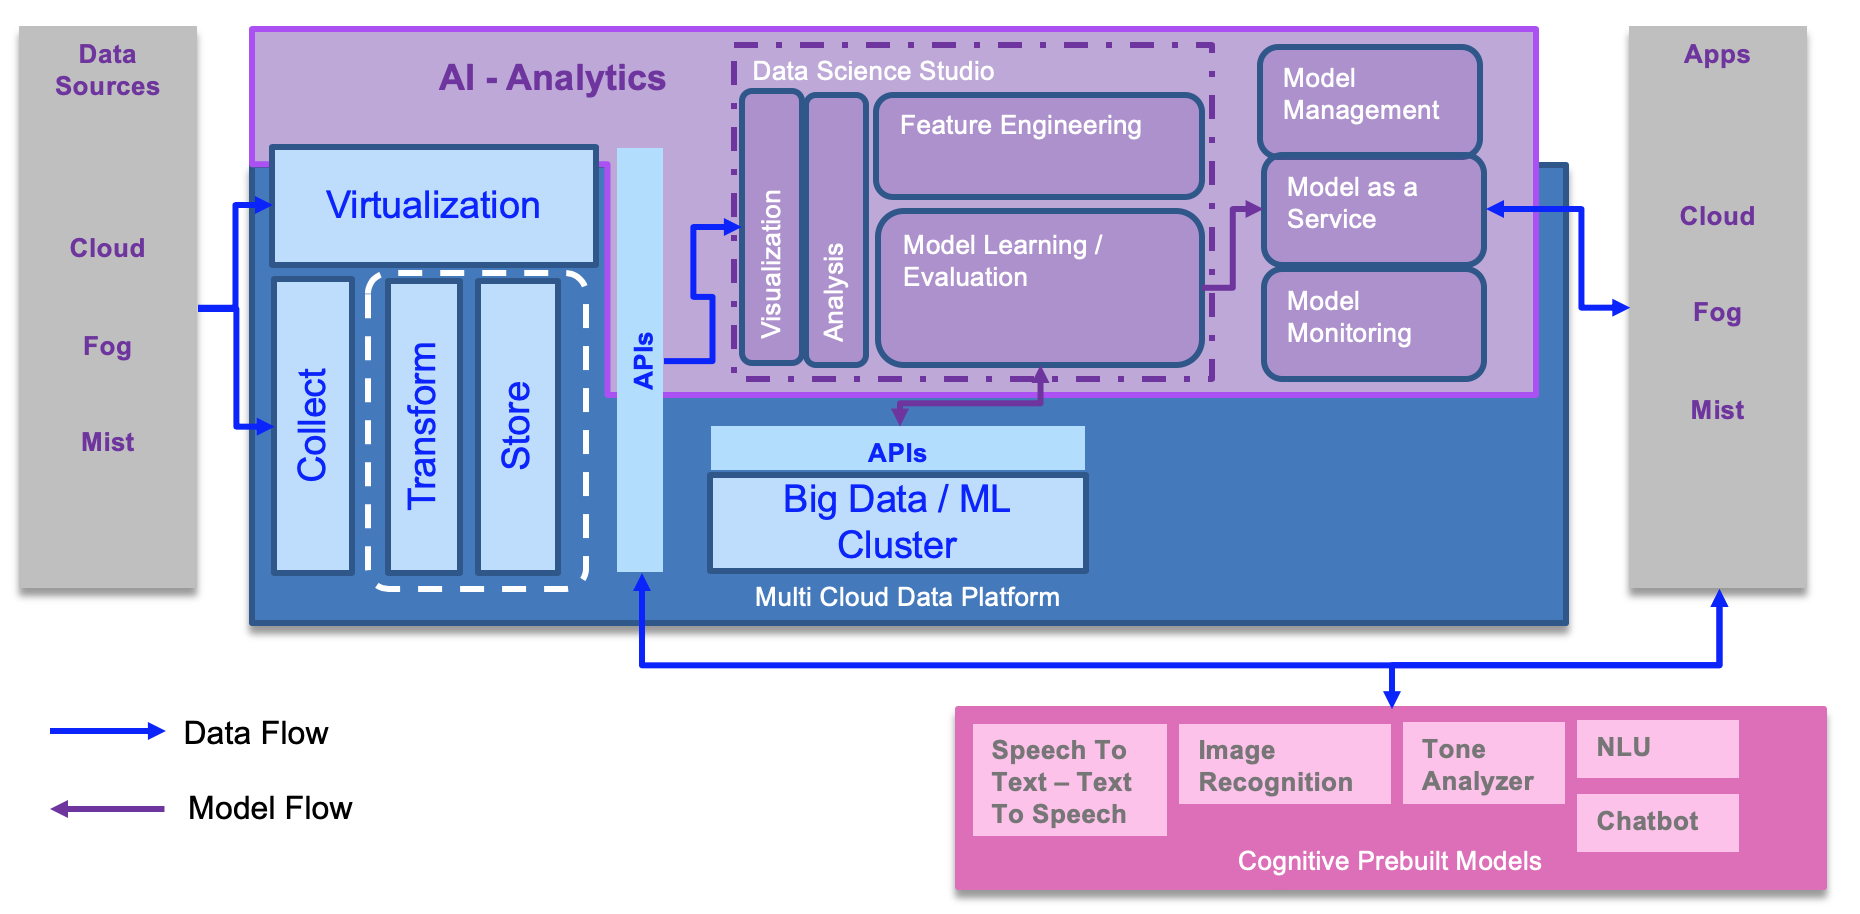 Data
Sources
Cloud
Fog
Mist
AI - Analytics
Virtualization
Collect
Transform
Store
APIs
Data Science Studio
Visualization
Analysis
Feature Engineering
Model Learning /
Evaluation
Model
Management
Model as a
Service
Model
Monitoring
APIs
Big Data / ML
Cluster
Multi Cloud Data Platform
Apps
Cloud
Fog
Mist
Data Flow
Model Flow
Speech To
Text – Text
To Speech
Image
Recognition
Tone
Analyzer
NLU
Chatbot
Cognitive Prebuilt Models